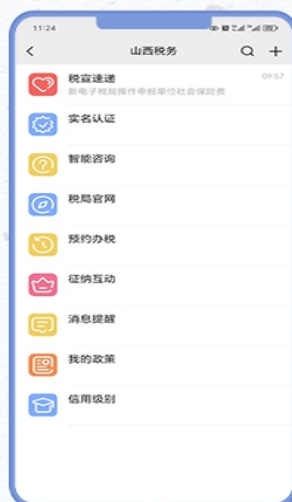 11:24
山西税务
税宣速递
09:57
新电子税局操作申报单位社会保险费
实名认证
智能咨询
税局官网
预约办税
征纳互动
消息提醒
我的政策
信用级别